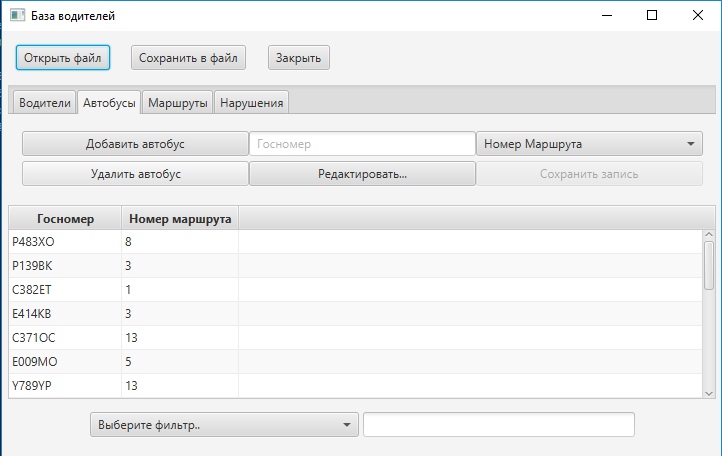 База водителей
Открыть файл Сохранить в файл Закрыть
Водители Автобусы Маршруты Нарушения
Добавить автобус Госномер Номер Маршрута
Удалить автобус Редактировать... Сохранить запись
Госномер Номер маршрута
Р483ХО 8
Р139ВК 3
С382ЕТ 1
Е414КВ 3
С371ОС 13
Е009МО 5
У789УР 13
Выберите фильтр..